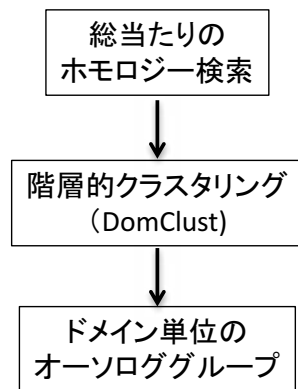 総当たりの
ホモロジー検索
階層的クラスタリング
（DomClust)
ドメイン単位の
オーソロググループ